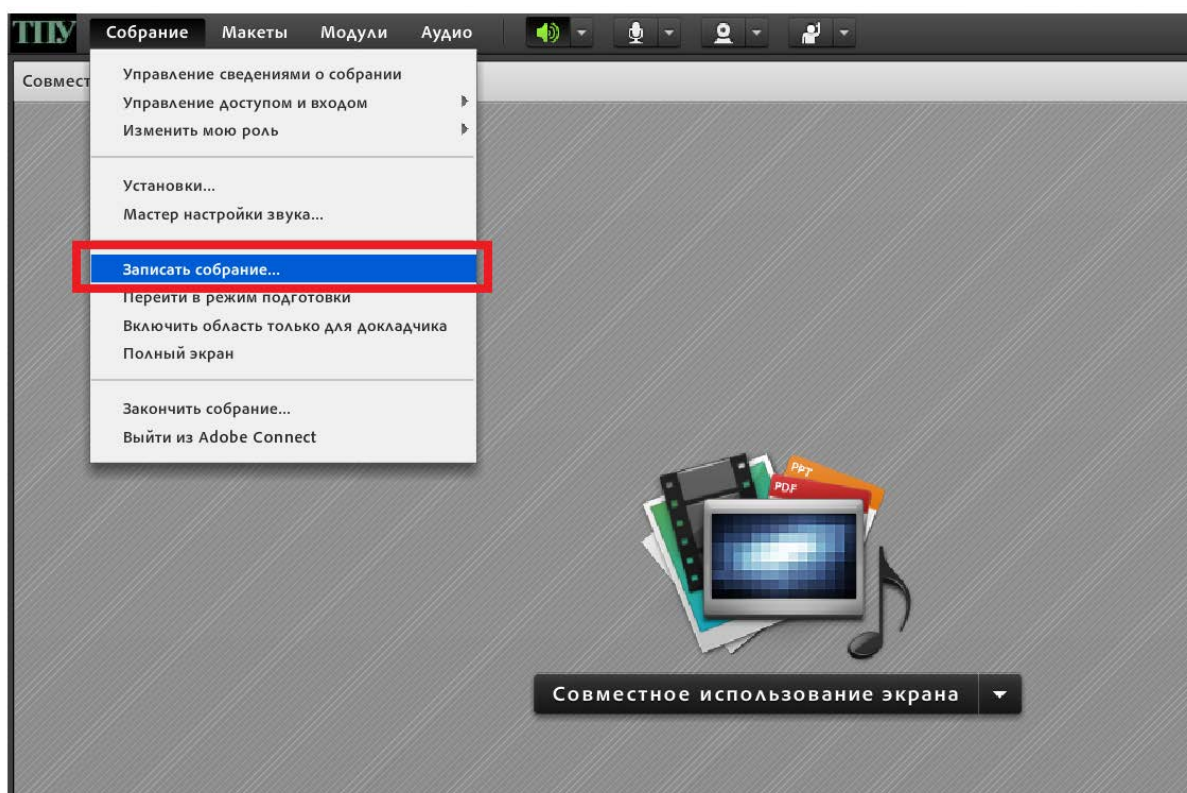 ТПУ Собрание Макеты Модули Аудио
Совмест
Управление сведениями о собрании
Управление доступом и входом
Изменить мою роль
Установки...
Мастер настройки звука...
Записать собрание...
Перейти в режим подготовки
Включить область только для докладчика
Полный экран
Закончить собрание...
Выйти из Adobe Connect
PPT
PDF
Совместное использование экрана